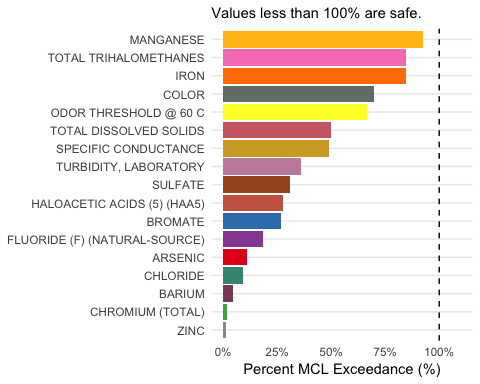 Values less than 100% are safe.
MANGANESE
TOTAL TRIHALOMETHANES
IRON
COLOR
ODOR THRESHOLD @ 60 C
TOTAL DISSOLVED SOLIDS
SPECIFIC CONDUCTANCE
TURBIDITY, LABORATORY
SULFATE
HALOACETIC ACIDS (5) (HAA5)
BROMATE
FLUORIDE (F) (NATURAL-SOURCE)
ARSENIC
CHLORIDE
BARIUM
CHROMIUM (TOTAL)
ZINC
0% 25% 50% 75% 100%
Percent MCL Exceedance (%)